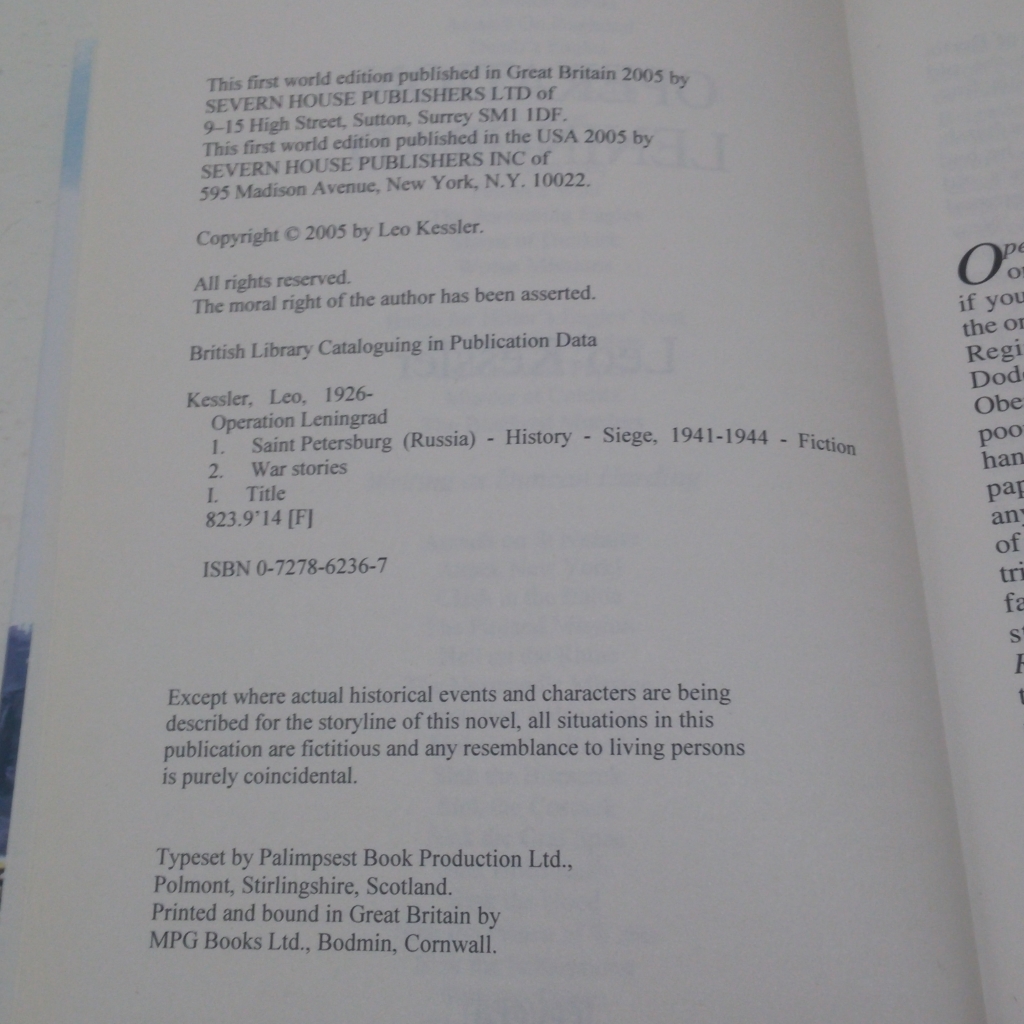 This first world edition published in Great Britain 2005 by
SEVERN HOUSE PUBLISHERS LTD of
9–15 High Street, Sutton, Surrey SM1 1DF.
This first world edition published in the USA 2005 by
SEVERN HOUSE PUBLISHERS INC of
595 Madison Avenue, New York, N.Y. 10022.
Copyright © 2005 by Leo Kessler.
All rights reserved.
The moral right of the author has been asserted.
British Library Cataloguing in Publication Data
Kessler, Leo, 1926-
Operation Leningrad
1. Saint Petersburg (Russia) - History - Siege, 1941-1944 - Fiction
2. War stories
I. Title
823.9'14 [F]
ISBN 0-7278-6236-7
Except where actual historical events and characters are being
described for the storyline of this novel, all situations in this
publication are fictitious and any resemblance to living persons
is purely coincidental.
Typeset by Palimpsest Book Production Ltd.,
Polmont, Stirlingshire, Scotland.
Printed and bound in Great Britain by
MPG Books Ltd., Bodmin, Cornwall.
if you
the
of